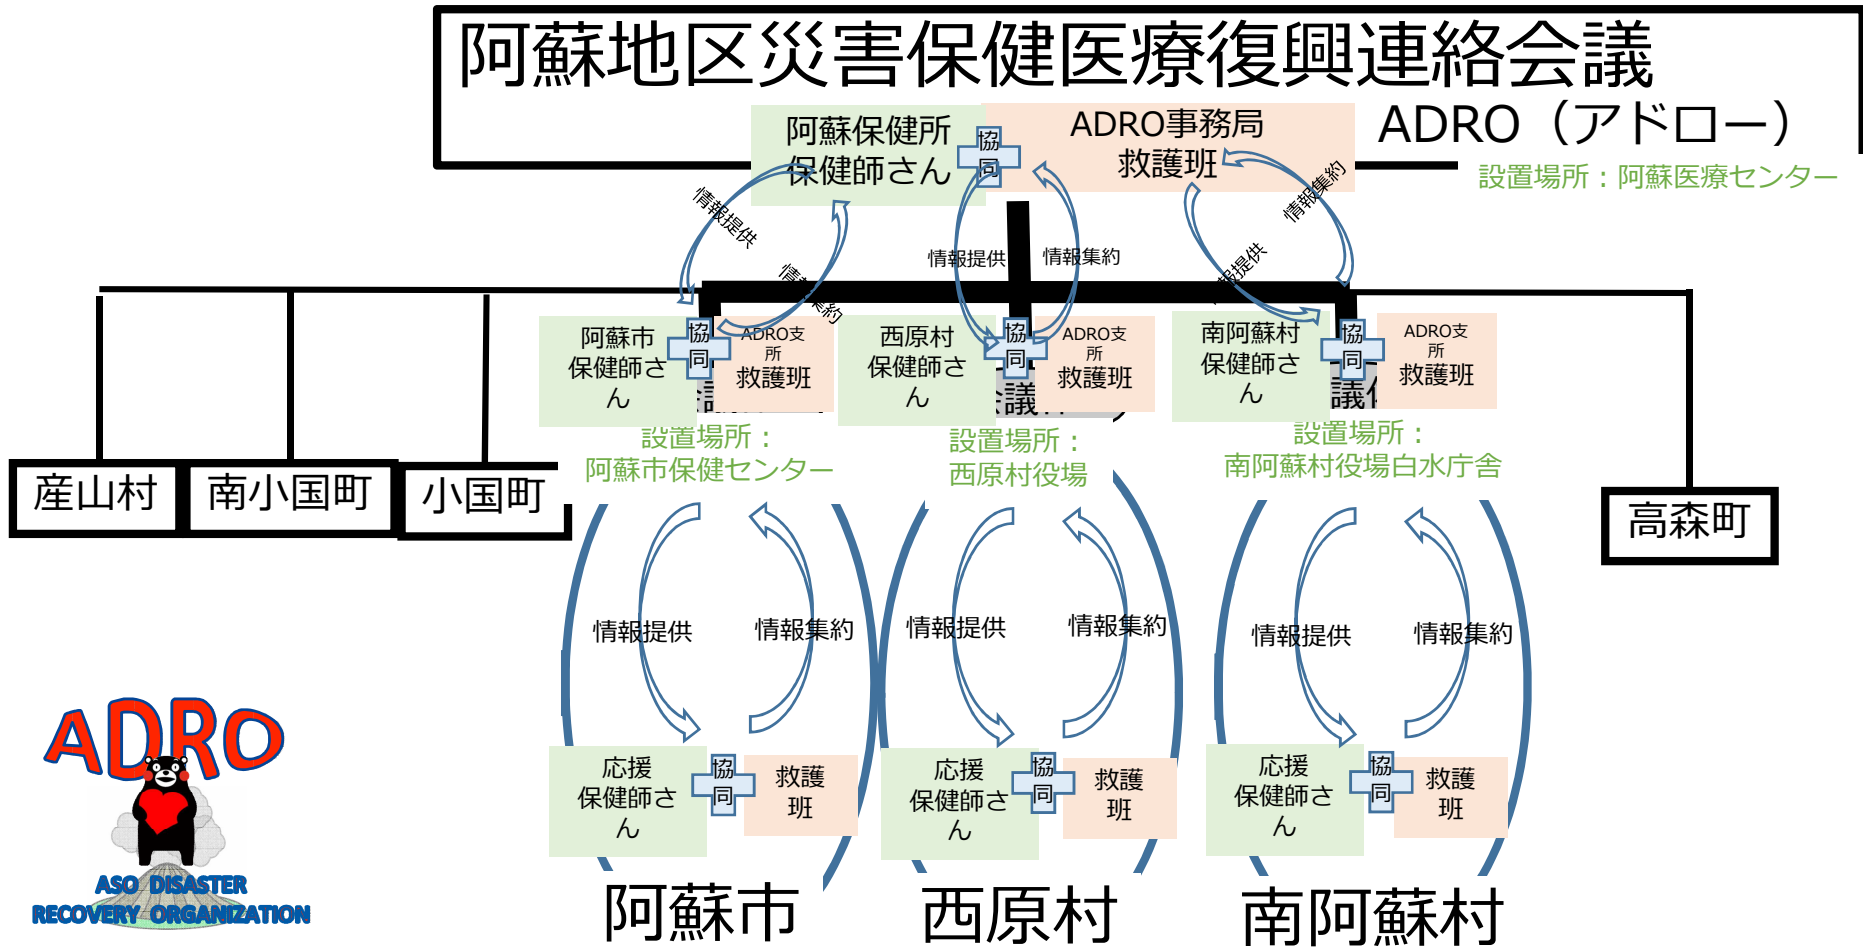 阿蘇地区災害保健医療復興連絡会議
ADRO（アドロー）
設置場所：阿蘇医療センター
阿蘇保健所
保健師さん
協
同
ADRO事務局
救護班
情報提供
情報集約
情報提供
情報集約
情報提供
情報集約
阿蘇市
保健師さ
ん
協
同
ADRO支
所
救護班
設置場所：
阿蘇市保健センター
西原村
保健師さ
ん
協
同
ADRO支
所
救護班
設置場所：
西原村役場
南阿蘇村
保健師さ
ん
協
同
ADRO支
所
救護班
設置場所：
南阿蘇村役場白水庁舎
産山村
南小国町
小国町
高森町
情報提供
情報集約
情報提供
情報集約
情報提供
情報集約
応援
保健師さ
ん
協
同
救護
班
応援
保健師さ
ん
協
同
救護
班
応援
保健師さ
ん
協
同
救護
班
阿蘇市
西原村
南阿蘇村
ADRO
ASO DISASTER
RECOVERY ORGANIZATION